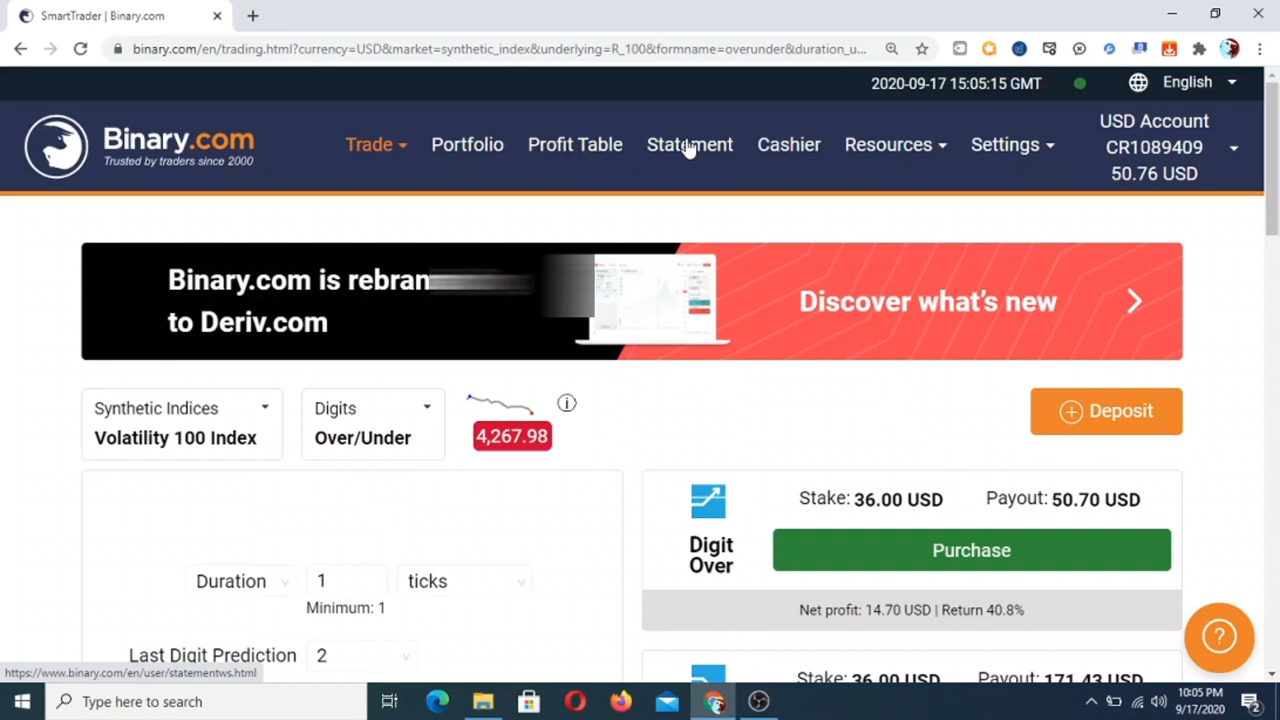 SmartTrader | Binary.com
binary.com/en/trading.html?currency=USD&market=synthetic_index&underlying=R_100&formname=overunder&duration_u...
2020-09-17 15:05:15 GMT
English
Binary.com
Trusted by traders since 2000
Trade
Portfolio
Profit Table
Statement
Cashier
Resources
Settings
USD Account
CR1089409
50.76 USD
Binary.com is rebran
to Deriv.com
Discover what's new
Synthetic Indices
Volatility 100 Index
Digits
Over/Under
4,267.98
Deposit
Stake: 36.00 USD
Payout: 50.70 USD
Digit
Over
Purchase
Net profit: 14.70 USD | Return 40.8%
Duration
1
ticks
Minimum: 1
Last Digit Prediction
2
Stake: 36.00 USD
Payout: 171.43 USD
https://www.binary.com/en/user/statementws.html
Type here to search
10:05 PM
9/17/2020
2